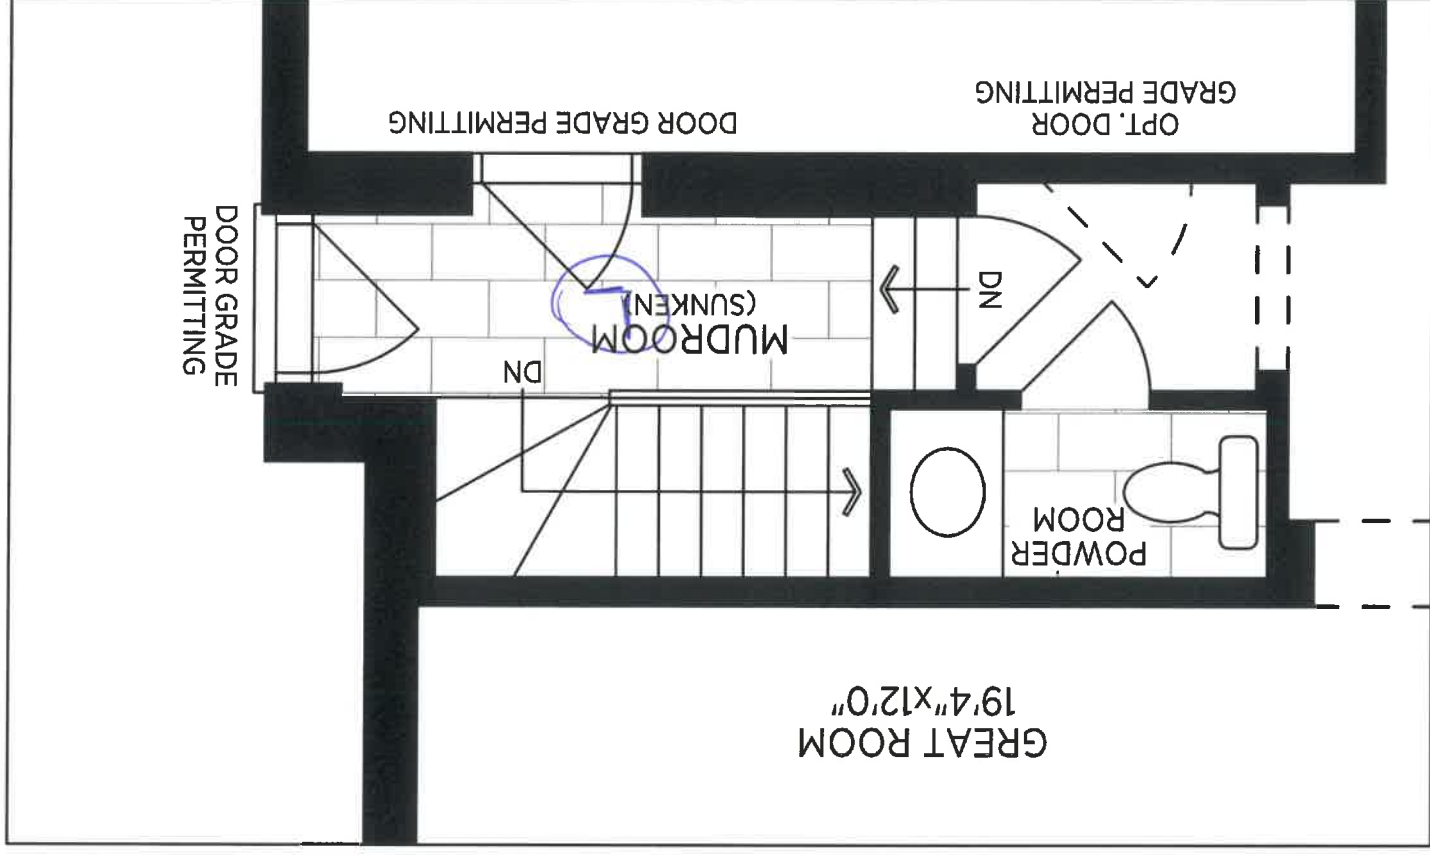 GREAT ROOM
19'4"x12'0"
POWDER
ROOM
DN
MUDROOM
(SUNKEN)
DN
DOOR GRADE
PERMITTING
OPT. DOOR
GRADE PERMITTING
DOOR GRADE PERMITTING